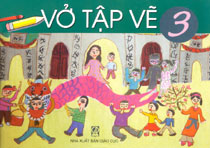 VỞ TẬP VẼ 3
NHÀ XUẤT BẢN GIÁO DỤC